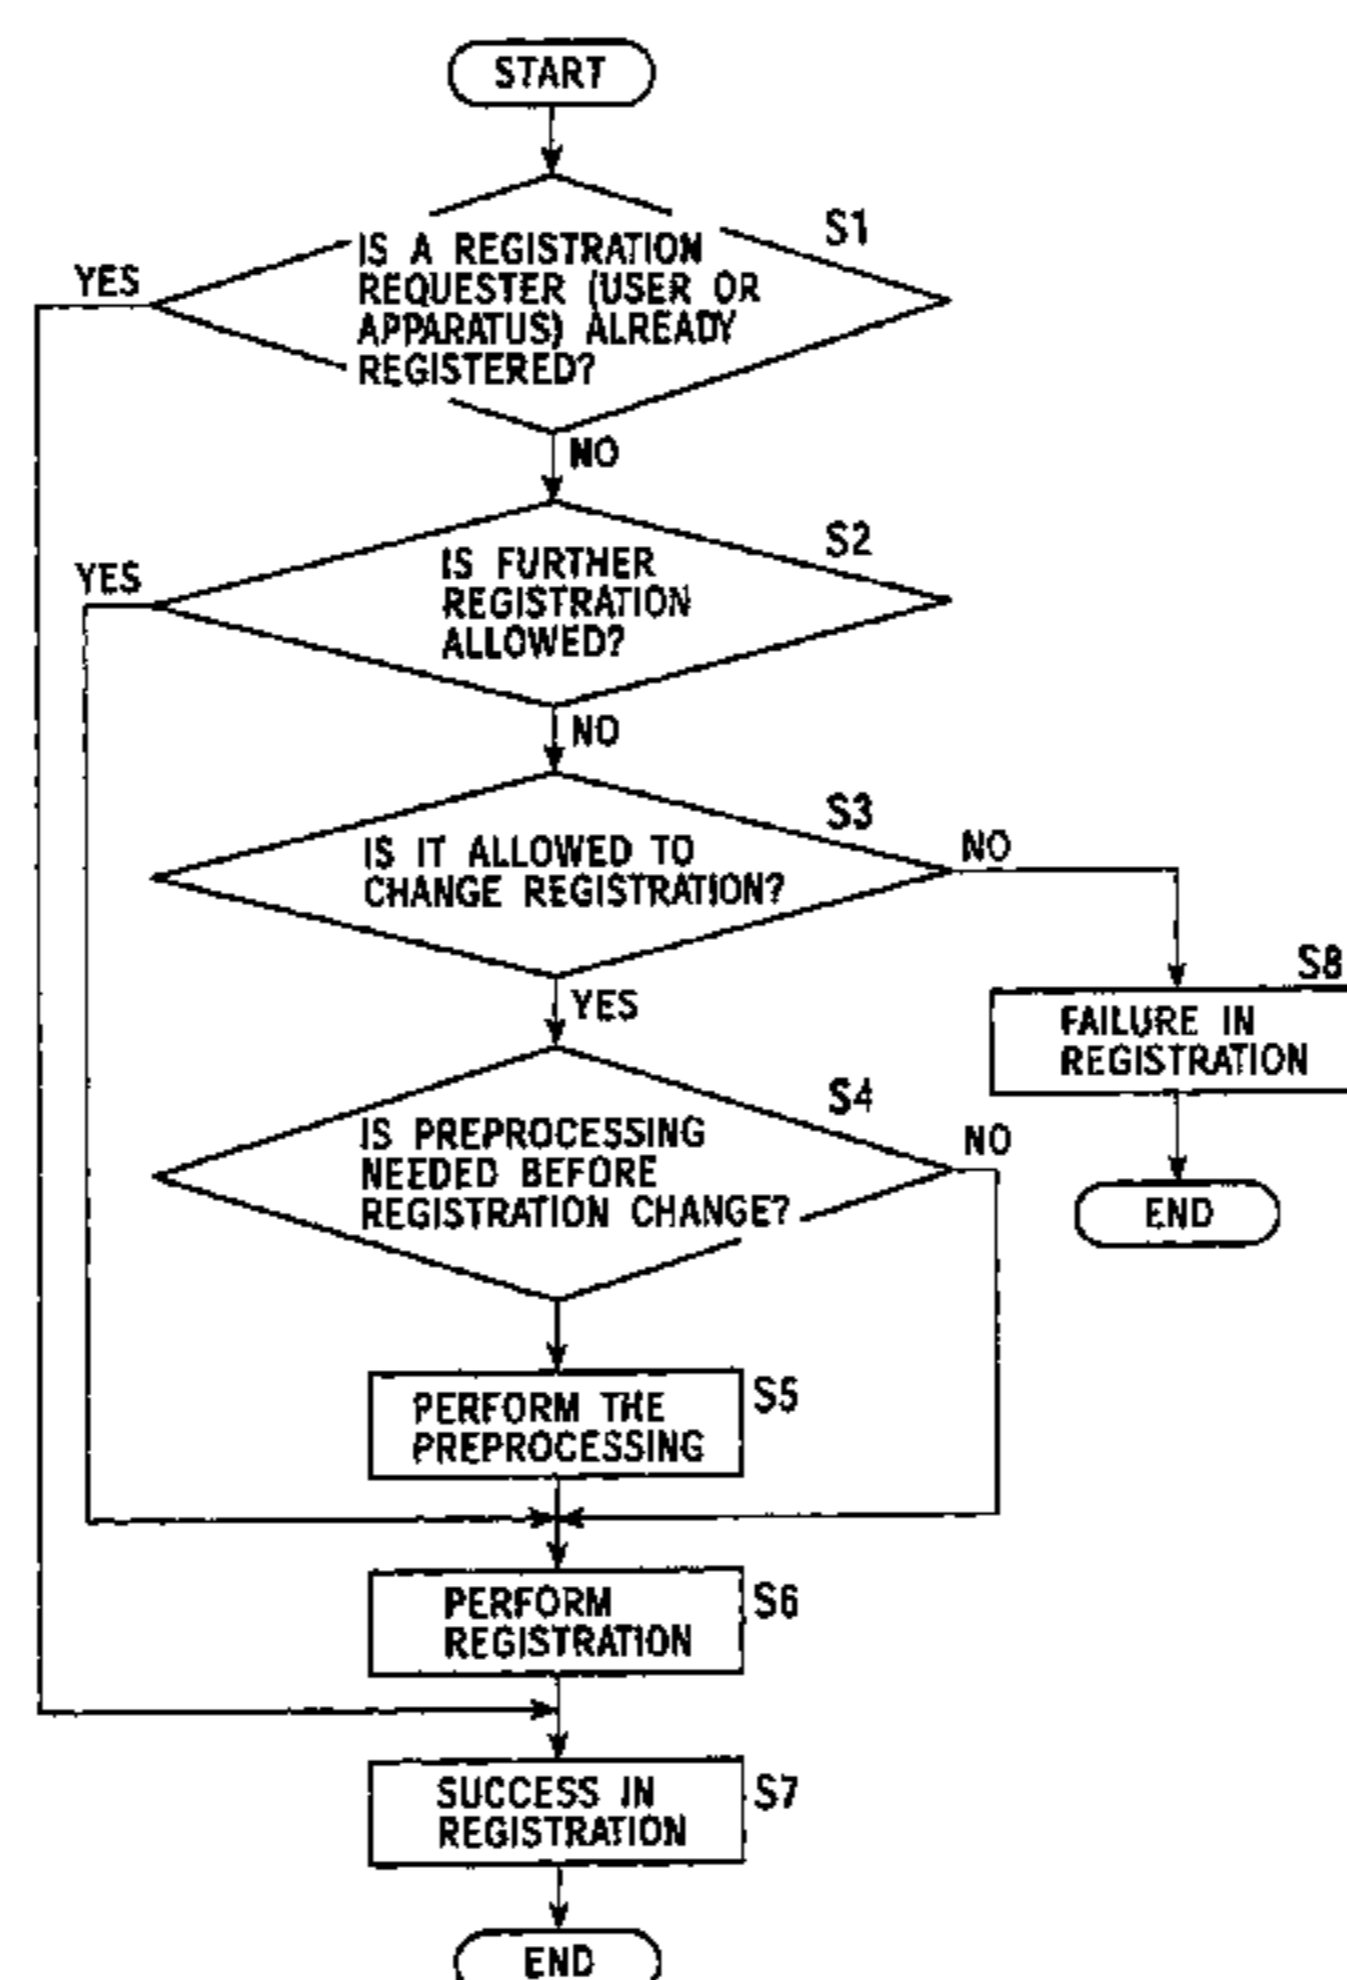 START
S1
IS A REGISTRATION
REQUESTER (USER OR
APPARATUS) ALREADY
REGISTERED?
YES
NO
S2
IS FURTHER
REGISTRATION
ALLOWED?
YES
NO
S3
IS IT ALLOWED TO
CHANGE REGISTRATION?
NO
YES
S8
FAILURE IN
REGISTRATION
END
S4
IS PREPROCESSING
NEEDED BEFORE
REGISTRATION CHANGE?
NO
S5
PERFORM THE
PREPROCESSING
S6
PERFORM
REGISTRATION
S7
SUCCESS IN
REGISTRATION
END